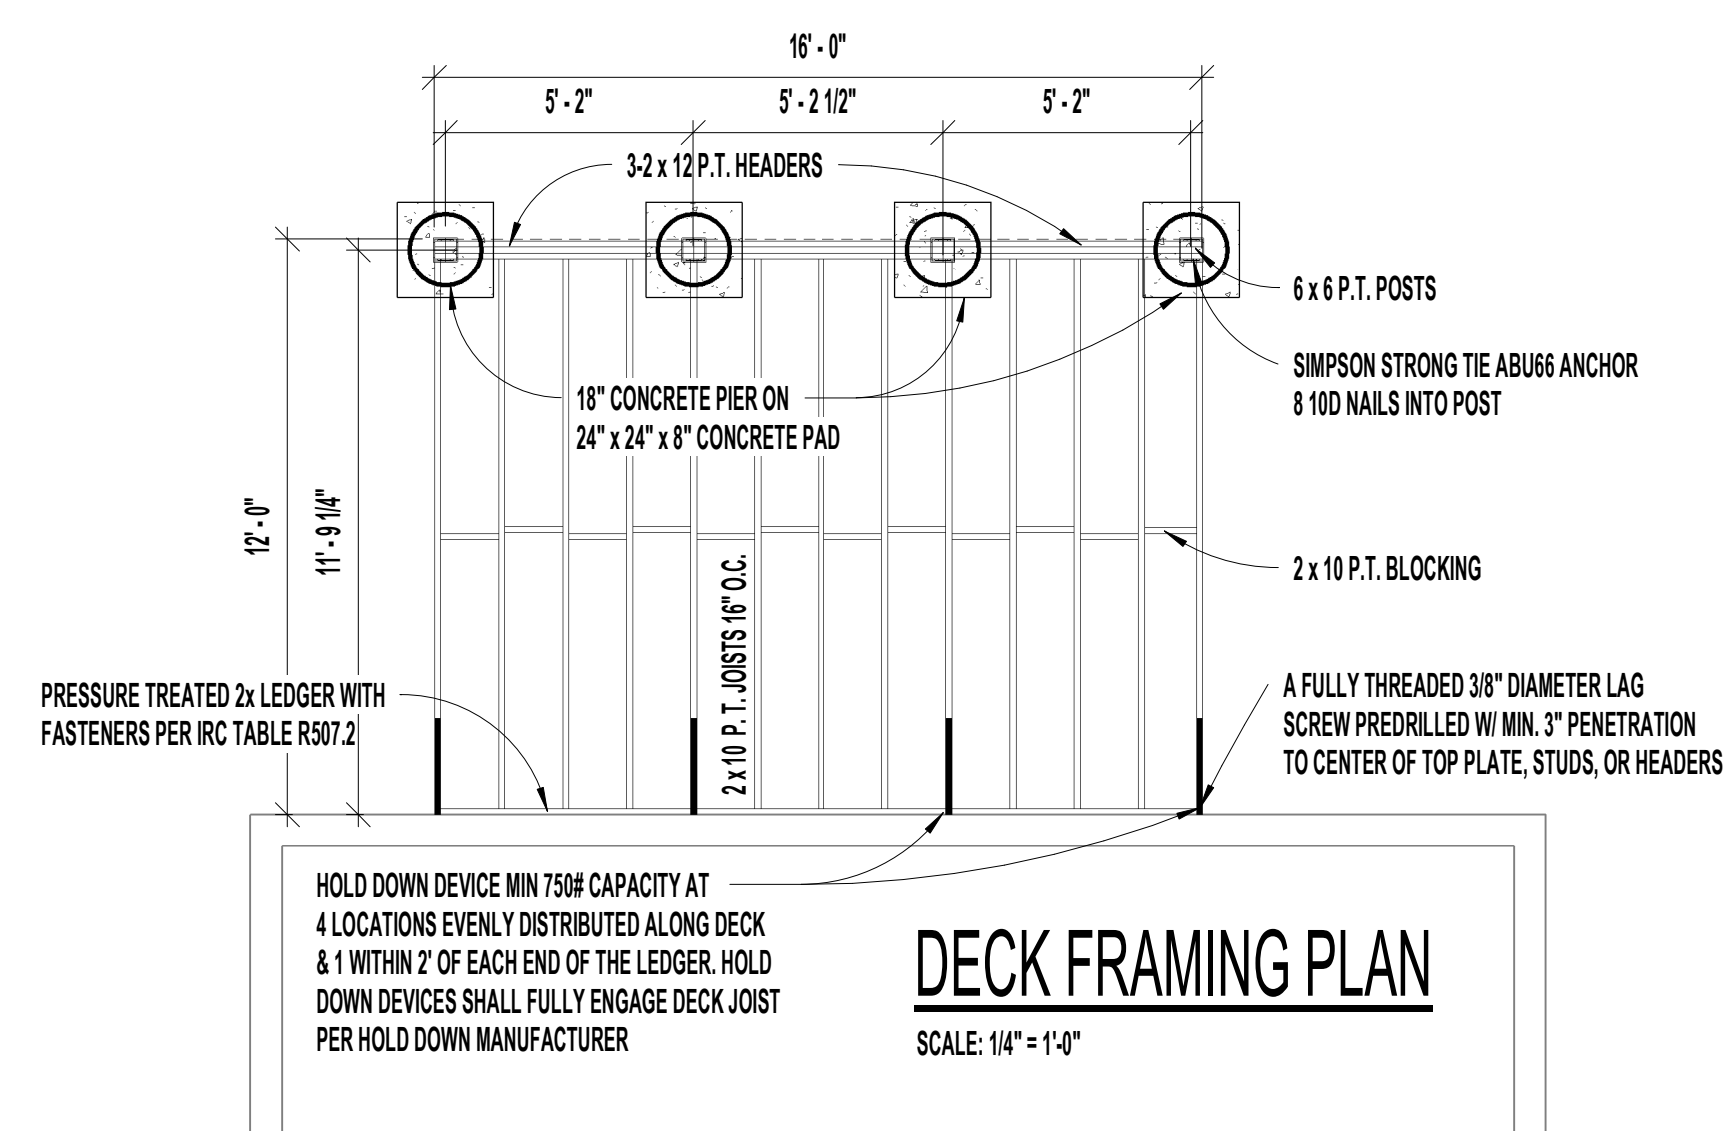 16' - 0"
5' - 2"
5' - 2 1/2"
5' - 2"
3-2 x 12 P.T. HEADERS
6 x 6 P.T. POSTS
SIMPSON STRONG TIE ABU66 ANCHOR
8 10D NAILS INTO POST
18" CONCRETE PIER ON
24" x 24" x 8" CONCRETE PAD
12' - 0"
11' - 9 1/4"
2 x 10 P.T. BLOCKING
2 x 10 P. T. JOISTS 16" O.C.
PRESSURE TREATED 2x LEDGER WITH
FASTENERS PER IRC TABLE R507.2
A FULLY THREADED 3/8" DIAMETER LAG
SCREW PREDRILLED W/ MIN. 3" PENETRATION
TO CENTER OF TOP PLATE, STUDS, OR HEADERS
HOLD DOWN DEVICE MIN 750# CAPACITY AT
4 LOCATIONS EVENLY DISTRIBUTED ALONG DECK
& 1 WITHIN 2' OF EACH END OF THE LEDGER. HOLD
DOWN DEVICES SHALL FULLY ENGAGE DECK JOIST
PER HOLD DOWN MANUFACTURER
DECK FRAMING PLAN
SCALE: 1/4" = 1'-0"